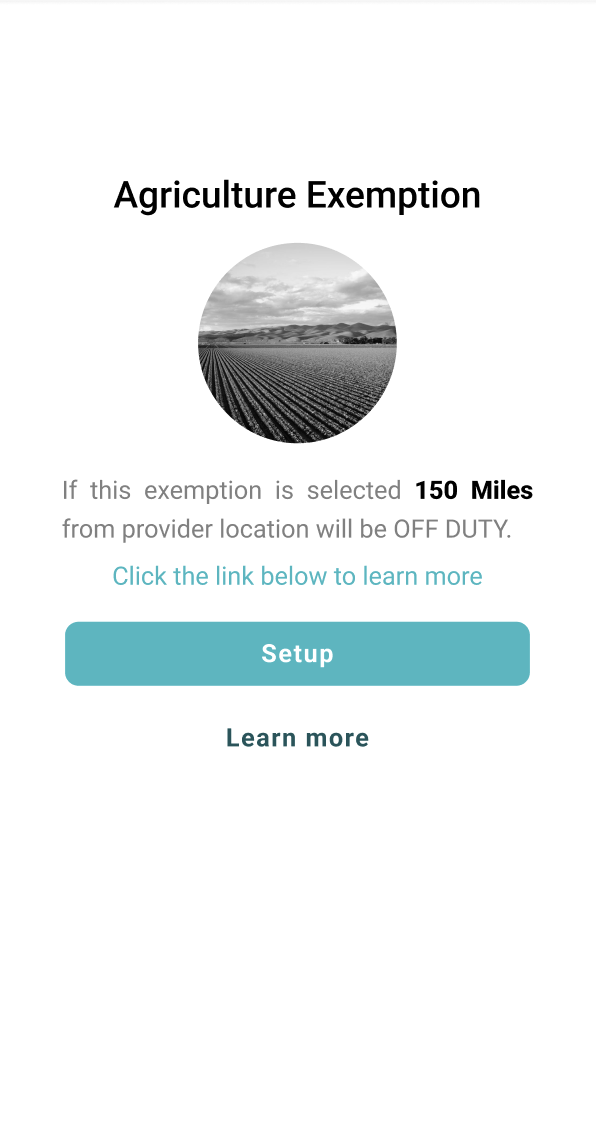 Agriculture Exemption
If this exemption is selected 150 Miles
from provider location will be OFF DUTY.
Click the link below to learn more
Setup
Learn more